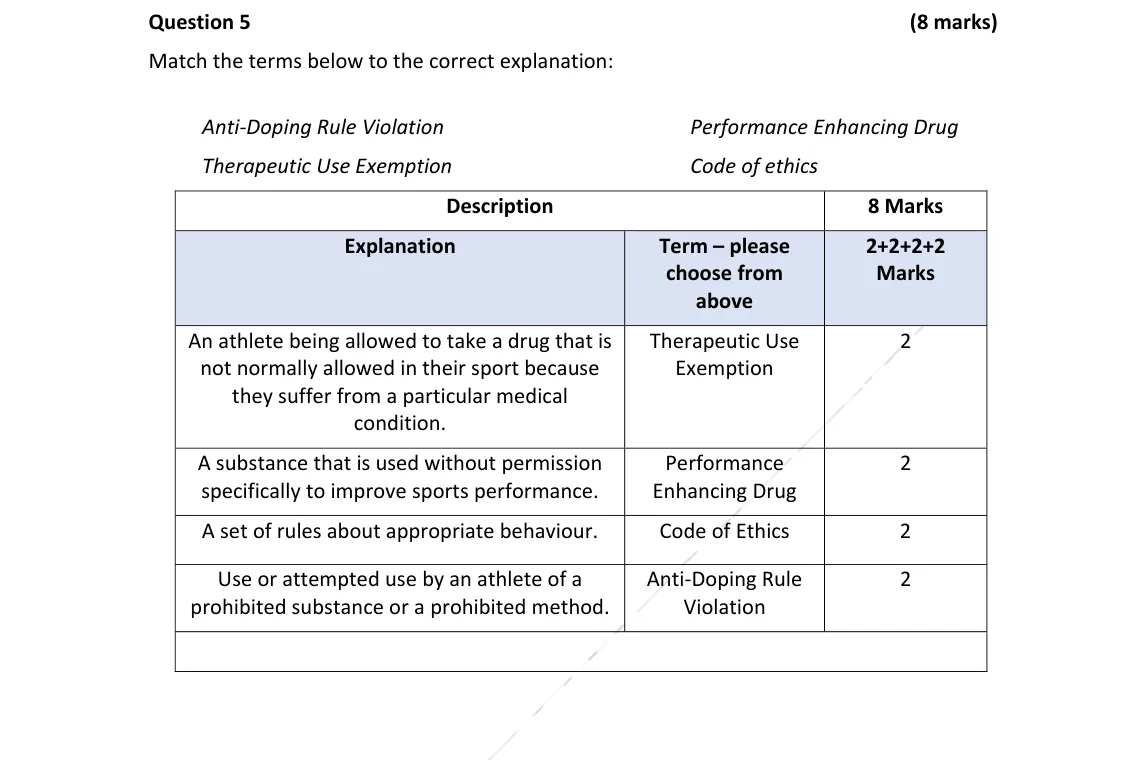 Question 5 (8 marks)
Match the terms below to the correct explanation:
Anti-Doping Rule Violation Performance Enhancing Drug
Therapeutic Use Exemption Code of ethics
Description 8 Marks
Explanation Term – please 2+2+2+2
choose from Marks
above
An athlete being allowed to take a drug that is Therapeutic Use 2
not normally allowed in their sport because Exemption
they suffer from a particular medical
condition.
A substance that is used without permission Performance 2
specifically to improve sports performance. Enhancing Drug
A set of rules about appropriate behaviour. Code of Ethics 2
Use or attempted use by an athlete of a Anti-Doping Rule 2
prohibited substance or a prohibited method. Violation